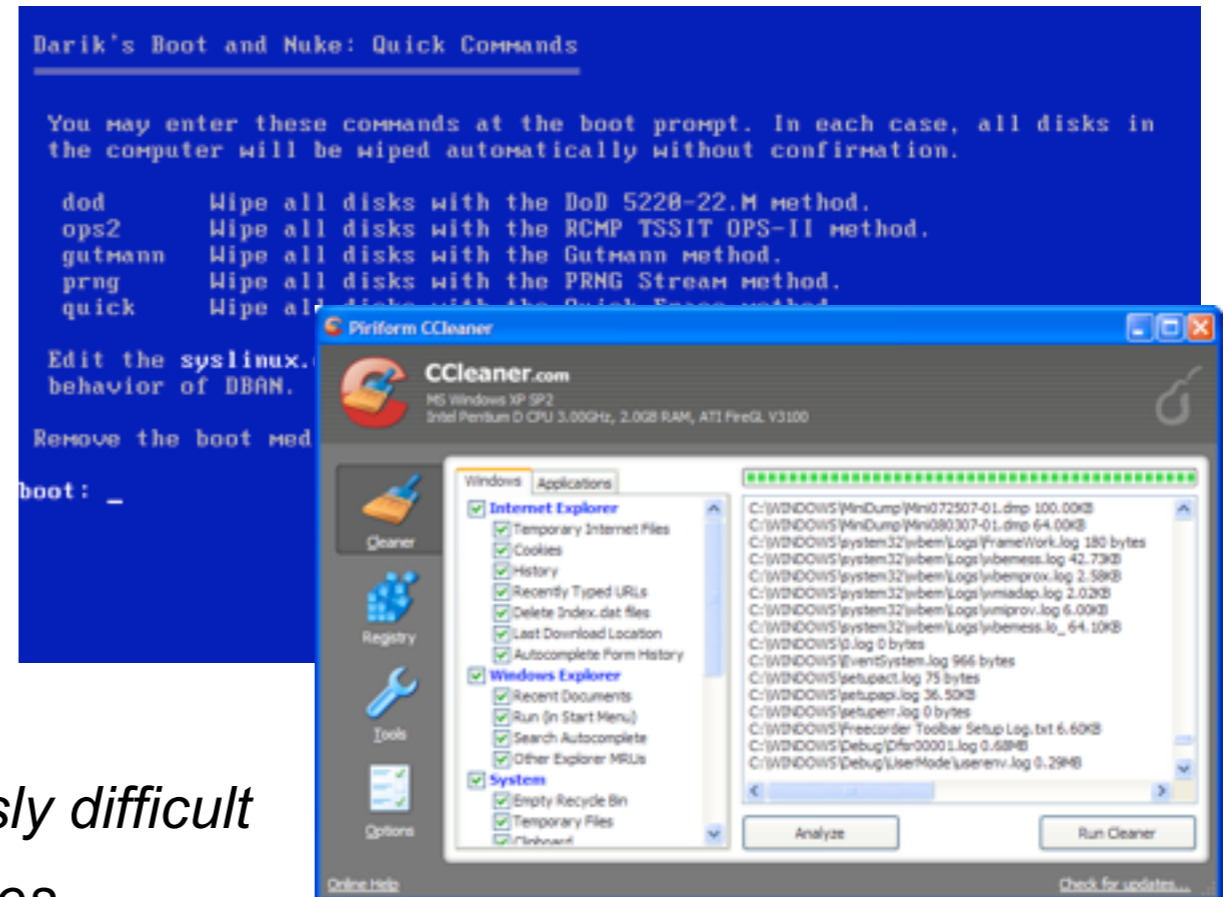 Darik's Boot and Nuke: Quick Commands
You may enter these commands at the boot prompt. In each case, all disks in
the computer will be wiped automatically without confirmation.
dod Wipe all disks with the DoD 5220-22.M method.
ops2 Wipe all disks with the RCMP TSSIT OPS-II method.
gutmann Wipe all disks with the Gutmann method.
prng Wipe all disks with the PRNG Stream method.
quick Wipe all disks with the Quick Erase method
Edit the syslinux.
behavior of DBAN.
Remove the boot med
boot: _
Piriform CCleaner
CCleaner.com
MS Windows XP SP2
Intel Pentium D CPU 3.00GHz, 2.0GB RAM, ATI FireGL V3100
Cleaner
Registry
Tools
Options
Windows Applications
Internet Explorer
Temporary Internet Files
Cookies
History
Recently Typed URLs
Delete Index.dat files
Last Download Location
Autocomplete Form History
Windows Explorer
Recent Documents
Run (in Start Menu)
Search Autocomplete
Other Explorer MRUs
System
Empty Recycle Bin
Temporary Files
Clipboard
C:\WINDOWS\MiniDump\Mini072507-01.dmp 100.00KB
C:\WINDOWS\MiniDump\Mini080307-01.dmp 64.00KB
C:\WINDOWS\system32\wbem\Logs\FrameWork.log 180 bytes
C:\WINDOWS\system32\wbem\Logs\wbemess.log 42.73KB
C:\WINDOWS\system32\wbem\Logs\wbemprox.log 2.58KB
C:\WINDOWS\system32\wbem\Logs\wmiadap.log 2.02KB
C:\WINDOWS\system32\wbem\Logs\wmiprov.log 6.00KB
C:\WINDOWS\system32\wbem\Logs\wbemess.lo_ 64.10KB
C:\WINDOWS\0.log 0 bytes
C:\WINDOWS\EventSystem.log 966 bytes
C:\WINDOWS\setupact.log 75 bytes
C:\WINDOWS\setupapi.log 36.50KB
C:\WINDOWS\setuperr.log 0 bytes
C:\WINDOWS\Freecorder Toolbar Setup Log.txt 6.60KB
C:\WINDOWS\Debug\Dfsr00001.log 0.68MB
C:\WINDOWS\Debug\UserMode\userenv.log 0.29MB
Analyze
Run Cleaner
Online Help
Check for updates...
sly difficult